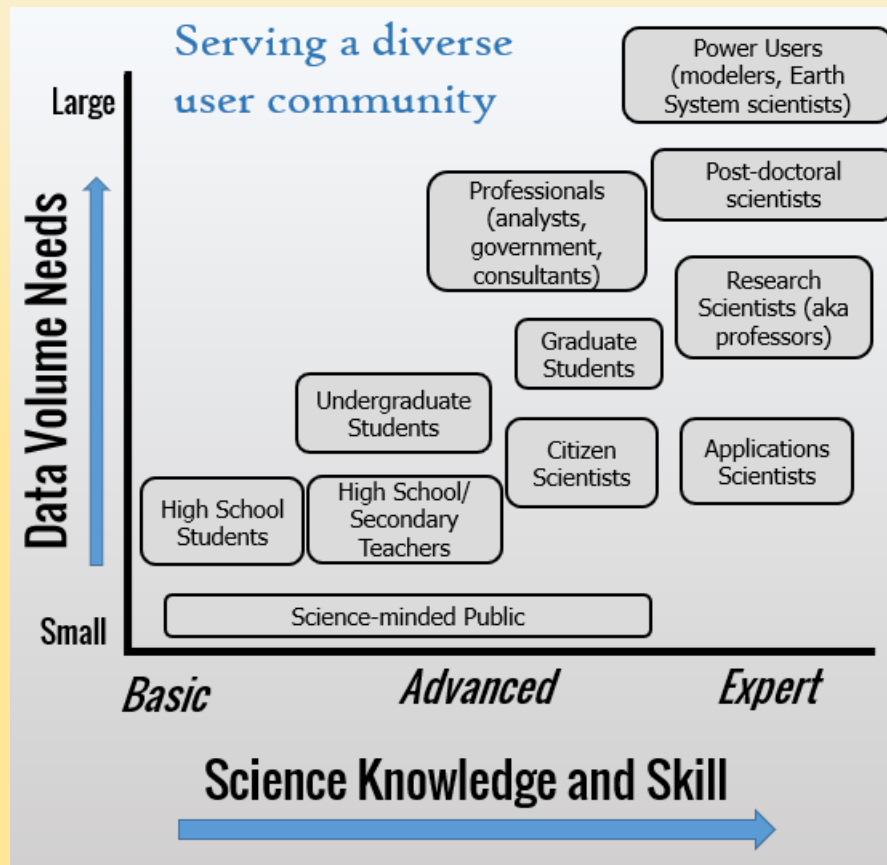 Serving a diverse
user community
Power Users
(modelers, Earth
System scientists)
Large
Post-doctoral
scientists
Professionals
(analysts,
government,
consultants)
Research
Scientists (aka
professors)
Graduate
Students
Undergraduate
Students
Citizen
Scientists
Applications
Scientists
High School
Students
High School/
Secondary
Teachers
Science-minded Public
Small
Data Volume Needs
Basic
Advanced
Expert
Science Knowledge and Skill